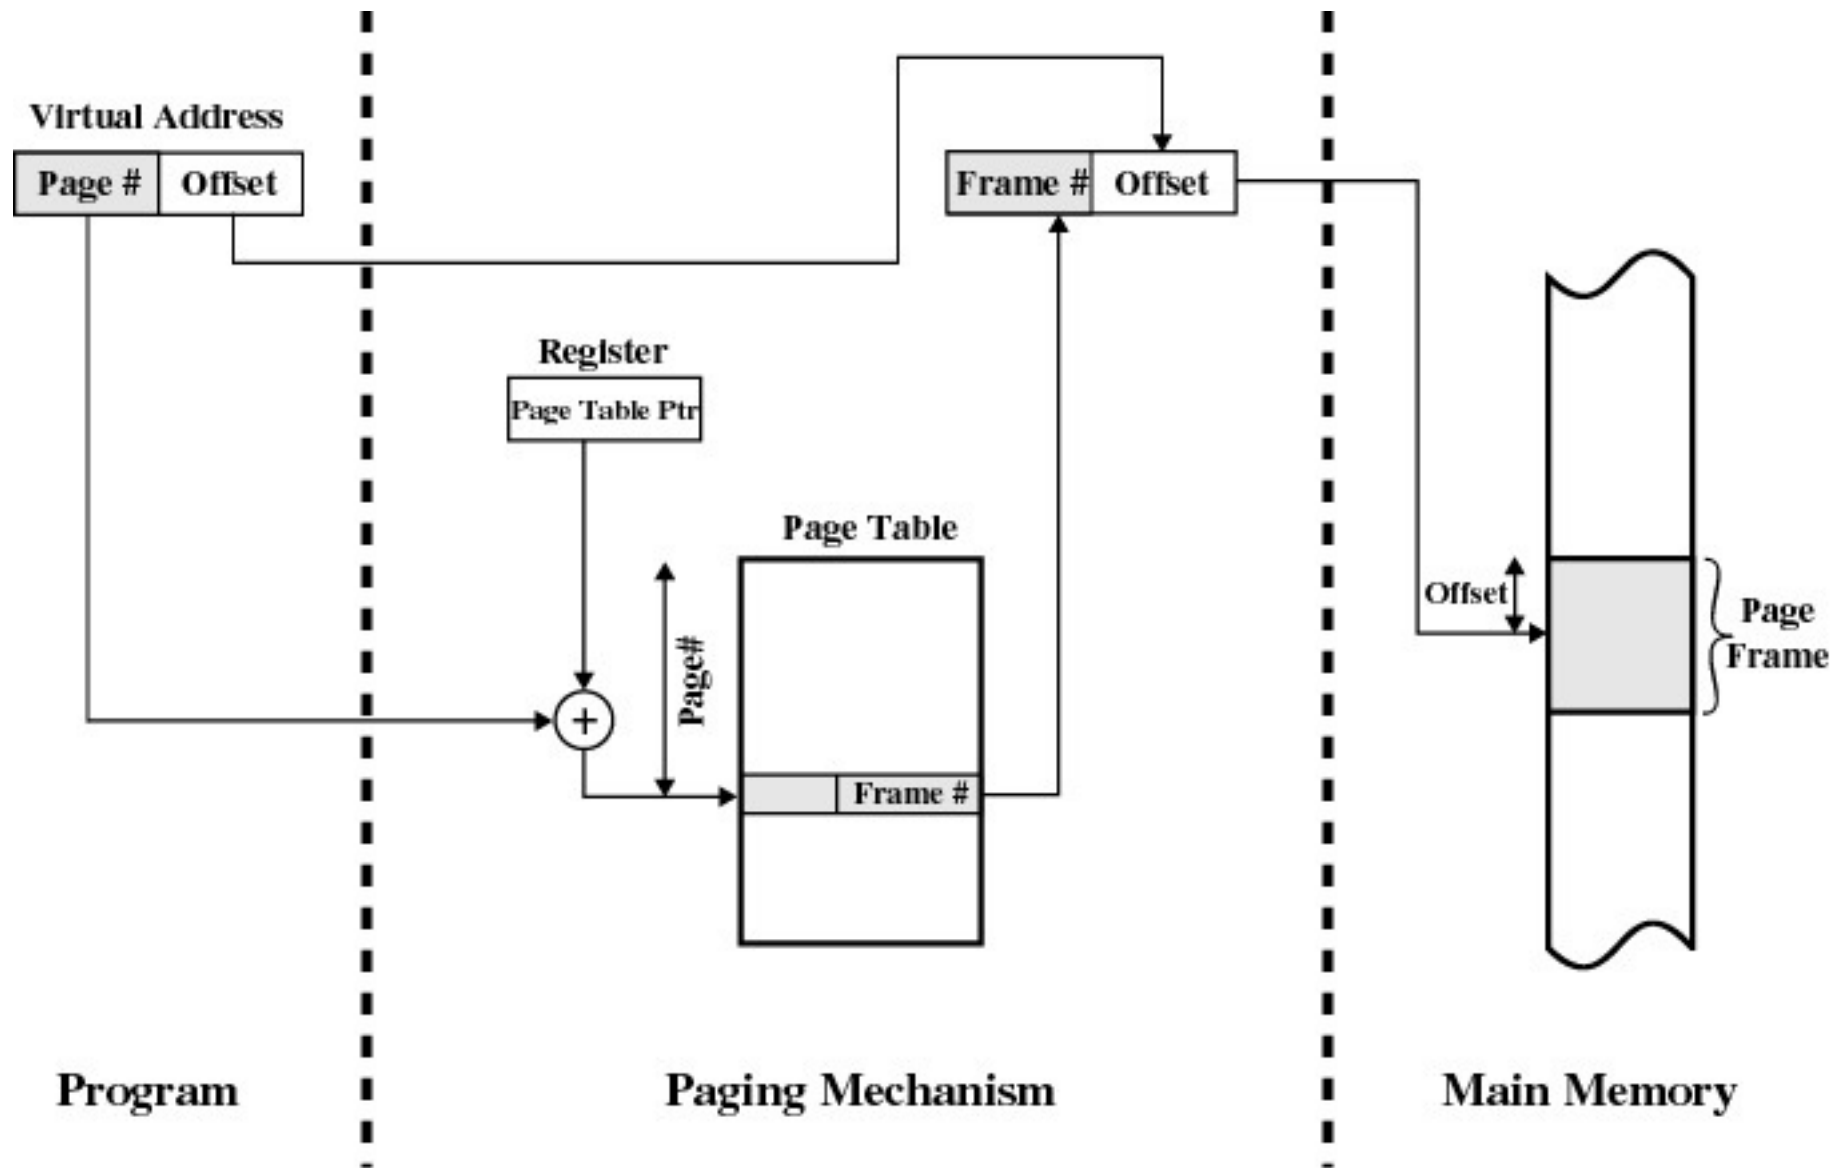 Virtual Address
Page #
Offset
Frame #
Offset
Register
Page Table Ptr
Page Table
Page#
Frame #
Offset
Page
Frame
+
Program
Paging Mechanism
Main Memory